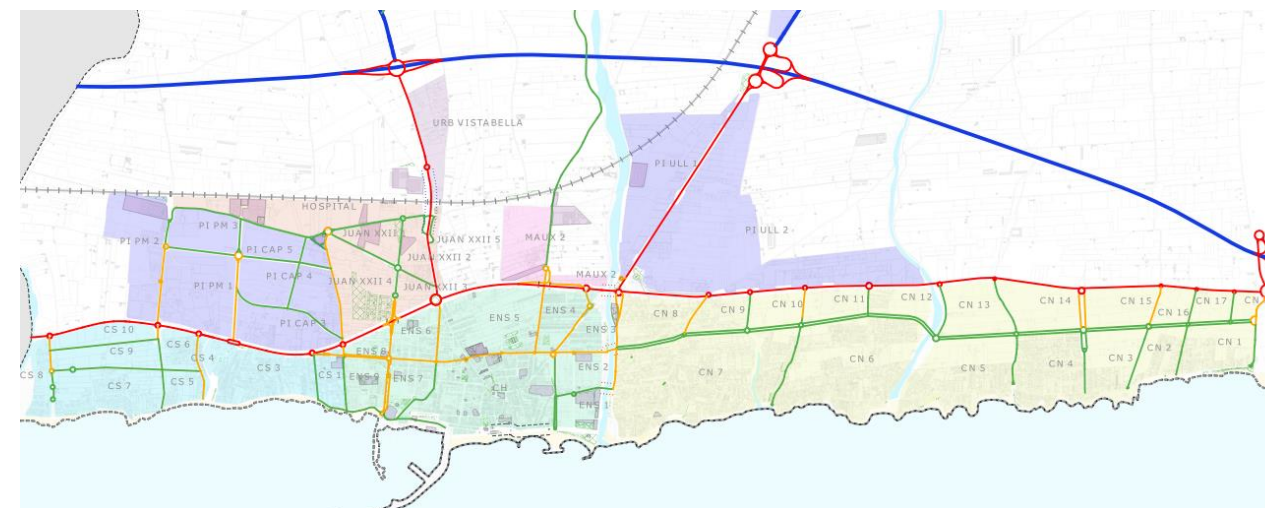 URB VISTABELLA
PI ULL 1
HOSPITAL
PI PM 3
JUAN XXII 1
PI PM 2
PI CAP 5
JUAN XXII 5
MAUX 2
PI ULL 2
JUAN XXII 2
PI CAP 4
JUAN XXII 4
MAUX 2
PI PM 1
JUAN XXII 3
PI CAP 3
CS 10
CS 6
ENS 6
ENS 5
ENS 4
ENS 3
CN 8
CN 9
CN 10
CN 11
CN 12
CN 13
CN 14
CN 15
CN 16
CN 17
CN
CS 9
CS 4
ENS 8
CS 8
CS 7
CS 5
CS 3
CS 1
ENS 9
ENS 7
CH
ENS 2
CN 7
CN 6
CN 5
CN 4
CN 3
CN 2
CN 1
ENS 1